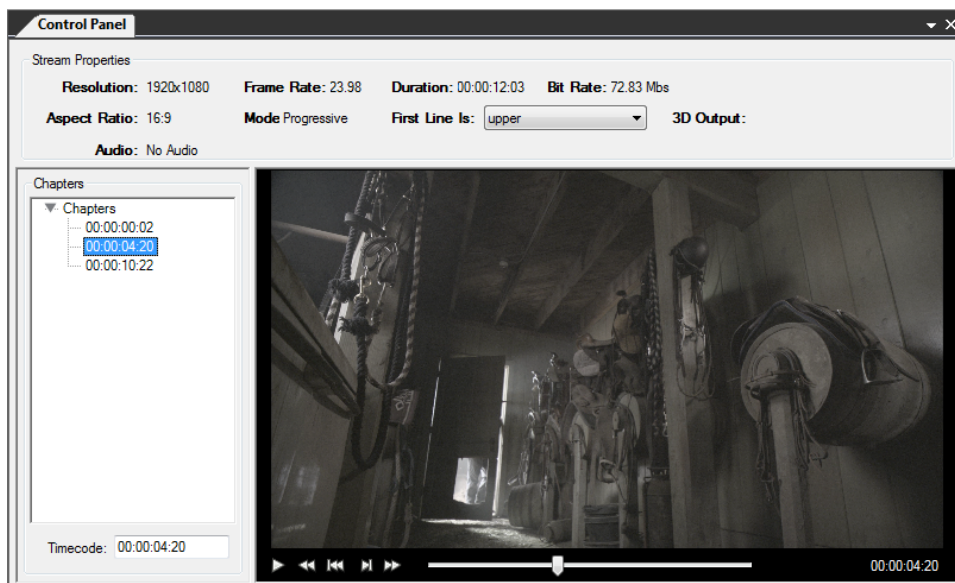 Control Panel
Stream Properties
Resolution: 1920x1080 Frame Rate: 23.98 Duration: 00:00:12:03 Bit Rate: 72.83 Mbs
Aspect Ratio: 16:9 Mode Progressive First Line Is: upper 3D Output:
Audio: No Audio
Chapters
Chapters
00:00:00:02
00:00:04:20
00:00:10:22
Timecode: 00:00:04:20
00:00:04:20